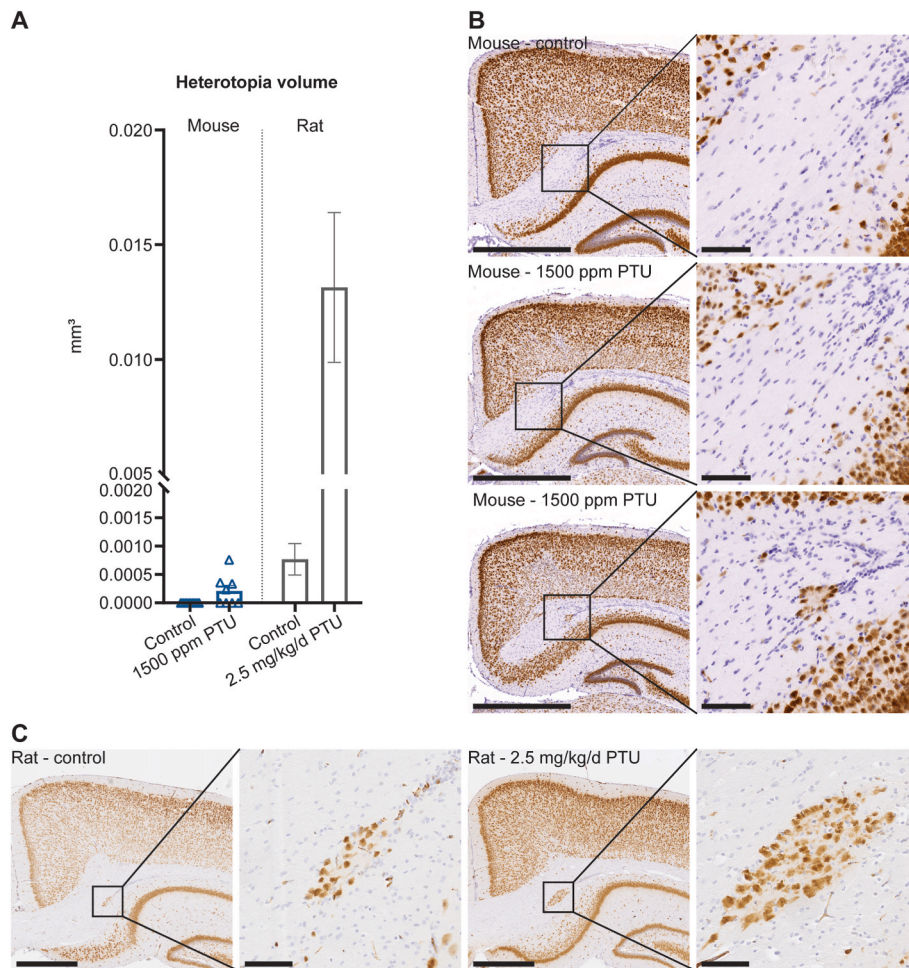 A
Heterotopia volume
Mouse
Rat
0.020
0.015
0.010
0.005
0.0020
0.0015
0.0010
0.0005
0.0000
mm³
Control
1500 ppm PTU
Control
2.5 mg/kg/d PTU
B
Mouse - control
Mouse - 1500 ppm PTU
Mouse - 1500 ppm PTU
C
Rat - control
Rat - 2.5 mg/kg/d PTU